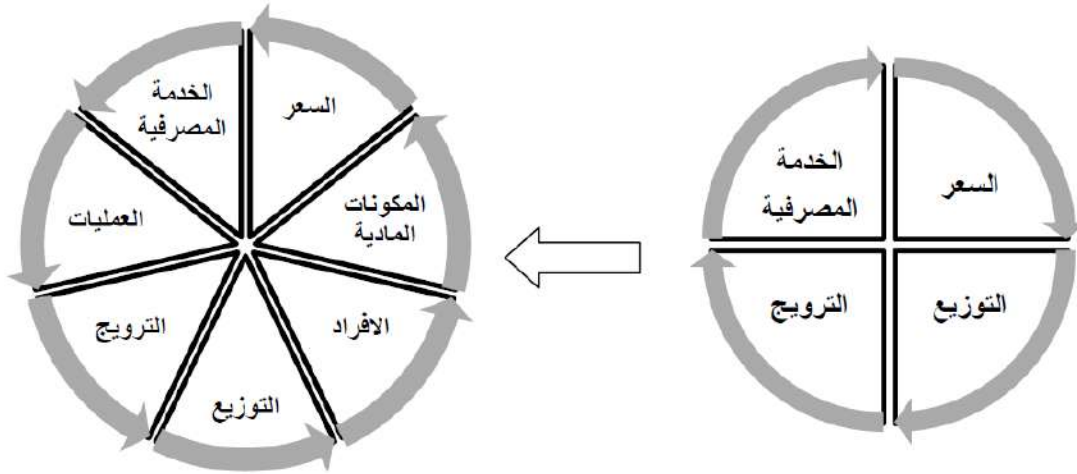 الخدمة
المصرفية
السعر
التوزيع
الترويج
السعر
الخدمة
المصرفية
العمليات
الترويج
التوزيع
الافراد
المكونات
المادية